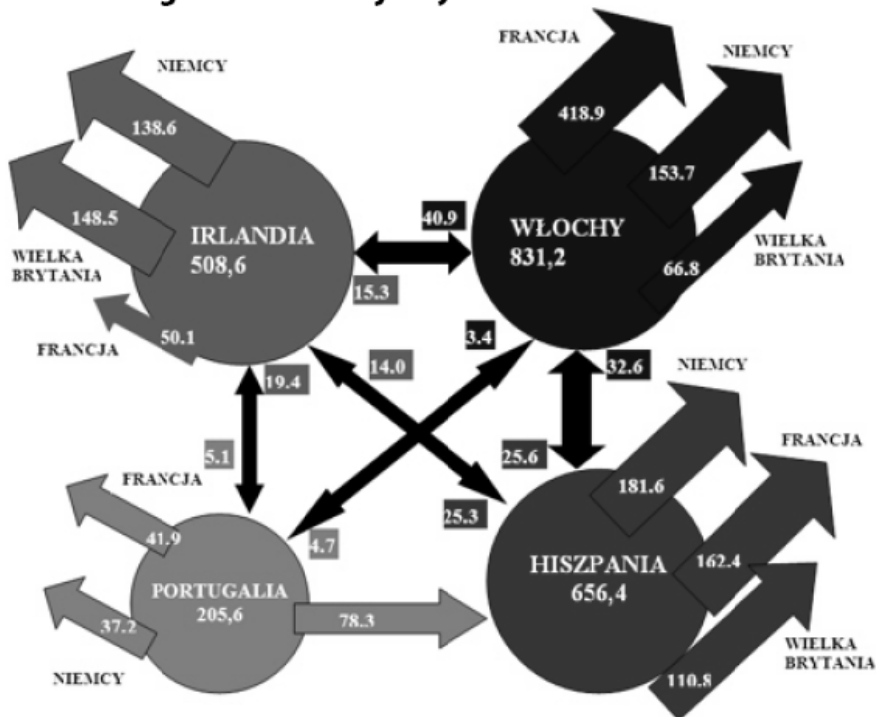 FRANCJA
NIEMCY
NIEMCY
418.9
138.6
153.7
148.5
40.9
WŁOCHY
831,2
IRLANDIA
508,6
WIELKA
BRYTANIA
WIELKA
BRYTANIA
66.8
15.3
50.1
FRANCJA
3.4
14.0
32.6
NIEMCY
19.4
FRANCJA
5.1
25.6
FRANCJA
181.6
25.3
41.9
4.7
162.4
HISZPANIA
656,4
PORTUGALIA
205,6
78.3
37.2
WIELKA
BRYTANIA
NIEMCY
110.8